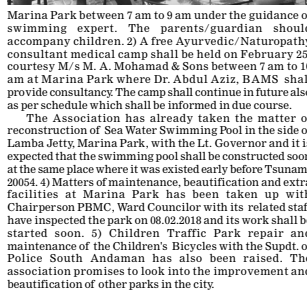 Marina Park between 7 am to 9 am under the guidance o
swimming expert. The parents/guardian shoul
accompany children. 2) A free Ayurvedic/Naturopath
consultant medical camp shall be held on February 25
courtesy M/s M. A. Mohamad & Sons between 7 am to 1
am at Marina Park where Dr. Abdul Aziz, BAMS shal
provide consultancy. The camp shall continue in future als
as per schedule which shall be informed in due course.
The Association has already taken the matter o
reconstruction of Sea Water Swimming Pool in the side o
Lamba Jetty, Marina Park, with the Lt. Governor and it i
expected that the swimming pool shall be constructed soo
at the same place where it was existed early before Tsunam
20054. 4) Matters of maintenance, beautification and extr
facilities at Marina Park has been taken up wit
Chairperson PBMC, Ward Councilor with its related staf
have inspected the park on 08.02.2018 and its work shall b
started soon. 5) Children Traffic Park repair an
maintenance of the Children's Bicycles with the Supdt. o
Police South Andaman has also been raised. Th
association promises to look into the improvement an
beautification of other parks in the city.